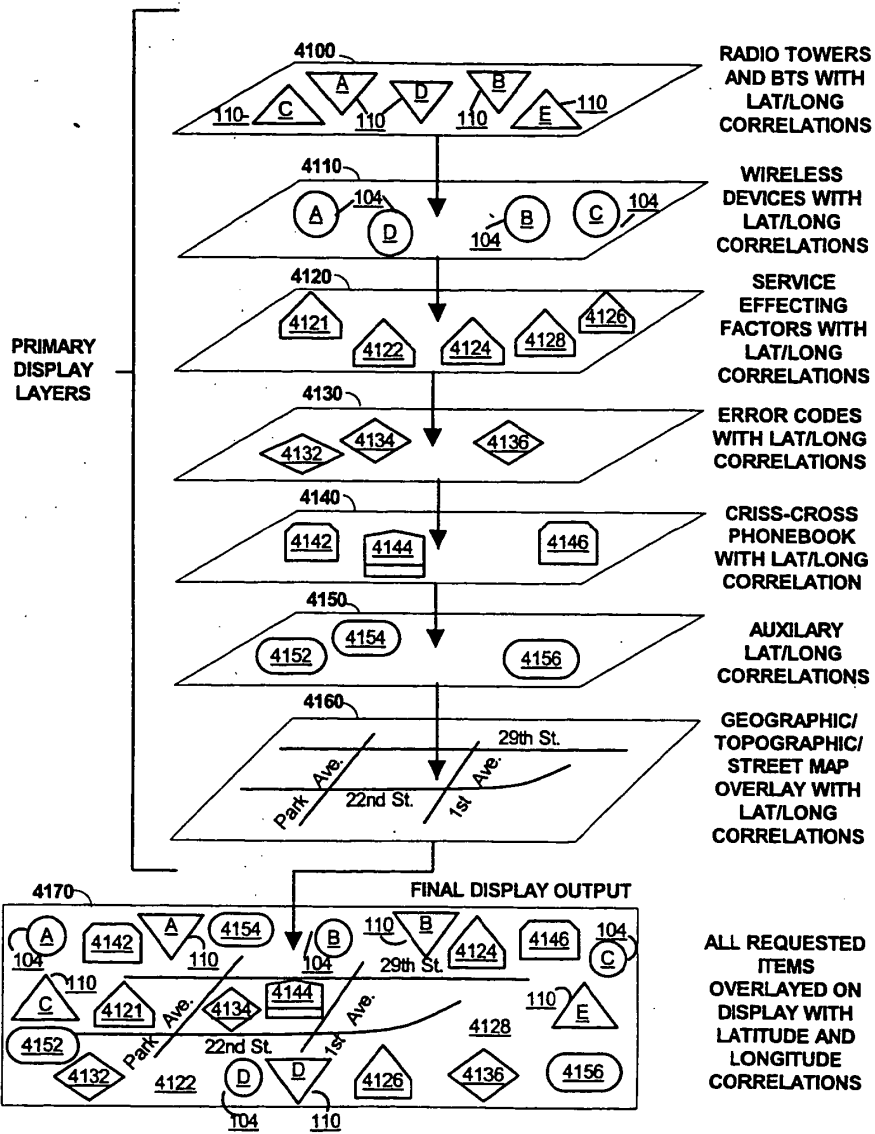 4100
A
D
B
C
E
110
110
110
110
RADIO TOWERS
AND BTS WITH
LAT/LONG
CORRELATIONS
4110
A
104
D
104
B
C
104
WIRELESS
DEVICES WITH
LAT/LONG
CORRELATIONS
4120
4121
4122
4124
4128
4126
SERVICE
EFFECTING
FACTORS WITH
LAT/LONG
CORRELATIONS
PRIMARY
DISPLAY
LAYERS
4130
4132
4134
4136
ERROR CODES
WITH LAT/LONG
CORRELATIONS
4140
4142
4144
4146
CRISS-CROSS
PHONEBOOK
WITH LAT/LONG
CORRELATION
4150
4152
4154
4156
AUXILARY
LAT/LONG
CORRELATIONS
4160
29th St.
Park Ave.
22nd St.
1st Ave.
GEOGRAPHIC/
TOPOGRAPHIC/
STREET MAP
OVERLAY WITH
LAT/LONG
CORRELATIONS
4170
FINAL DISPLAY OUTPUT
A
104
4142
A
110
4154
B
104
110
B
4124
4146
104
C
29th St.
C
110
4121
Park Ave.
4134
4144
1st Ave.
110
E
4128
4152
22nd St.
4132
4122
D
104
D
110
4126
4136
4156
ALL REQUESTED
ITEMS
OVERLAYED ON
DISPLAY WITH
LATITUDE AND
LONGITUDE
CORRELATIONS